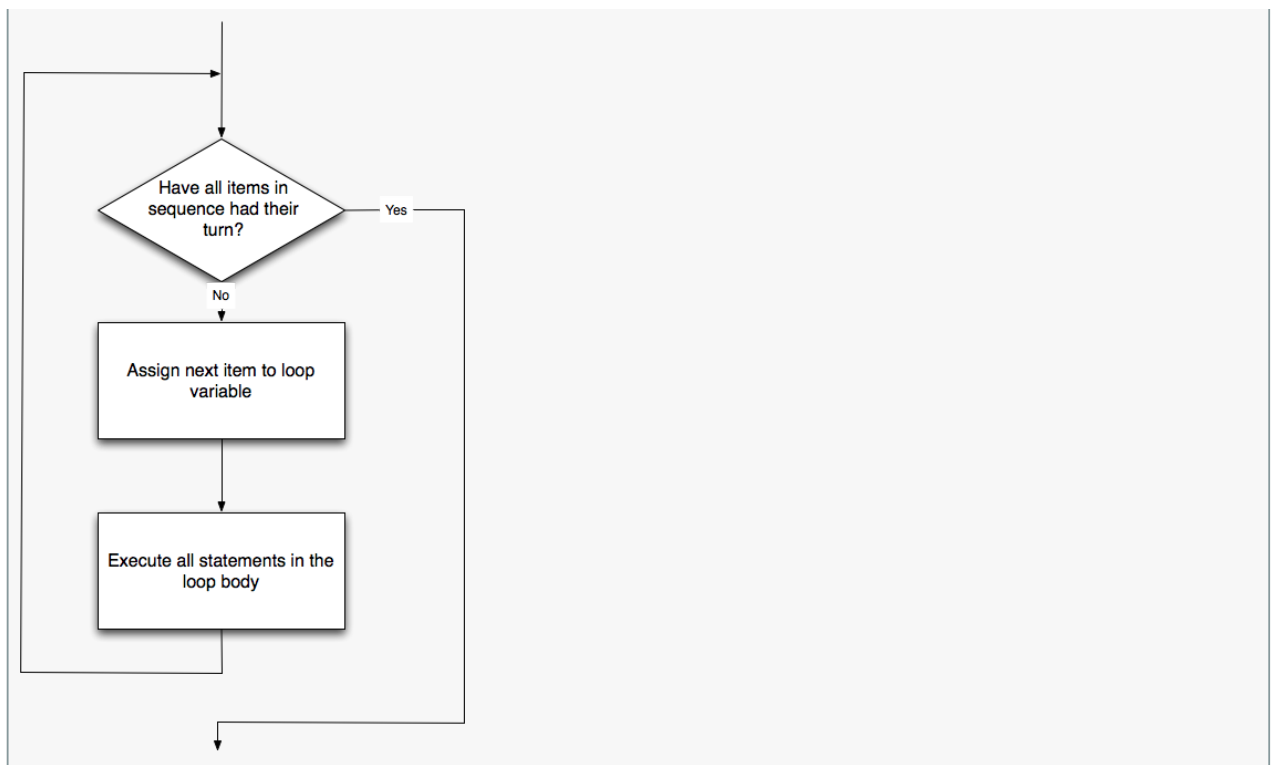 Have all items in
sequence had their
turn?
Yes
No
Assign next item to loop
variable
Execute all statements in the
loop body